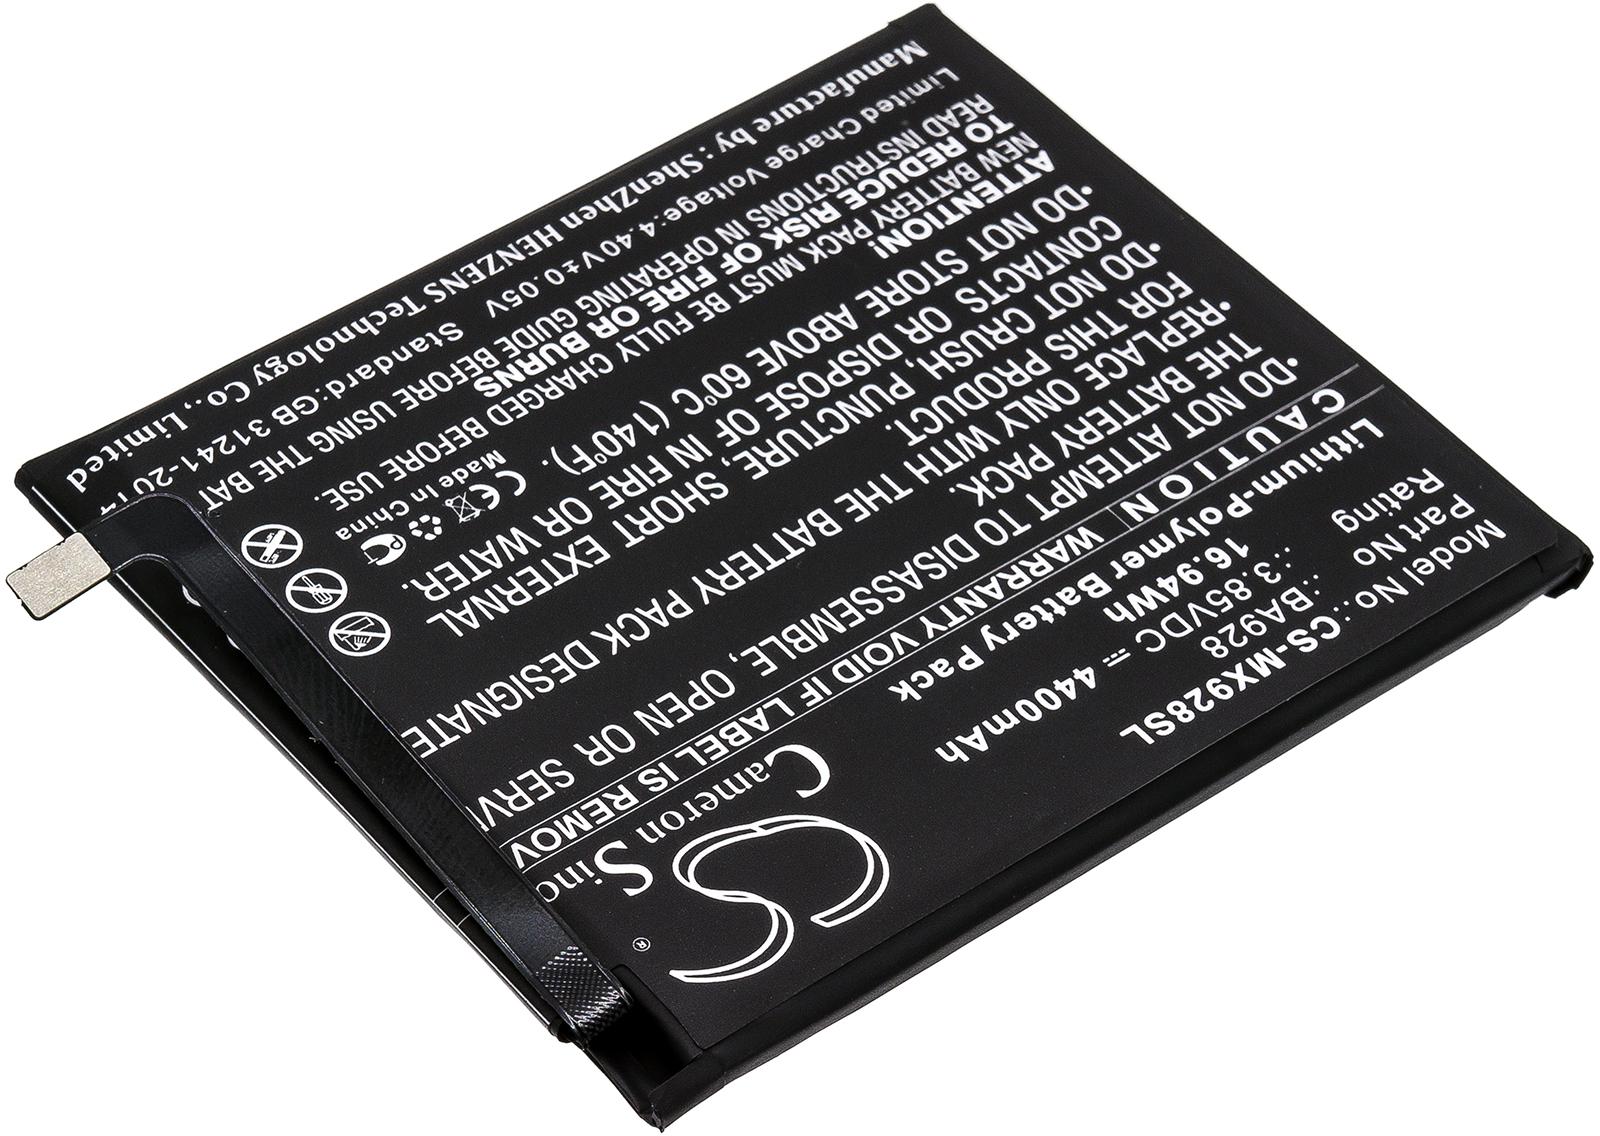 Cameron Sino
®
Model No.:CS-MX928SL
Part No :BA928
Rating :3.85VDC ⎓ 4400mAh
16.94Wh
Lithium-Polymer Battery Pack
CAUTION WARRANTY VOID IF LABEL IS REMOV
•DO NOT ATTEMPT TO DISASSEMBLE, OPEN OR SERVI
THE BATTERY PACK.
•REPLACE ONLY WITH THE BATTERY PACK DESIGNATE
FOR THIS PRODUCT.
•DO NOT CRUSH, PUNCTURE, SHORT EXTERNAL
CONTACTS OR DISPOSE OF IN FIRE OR WATER.
•DO NOT STORE ABOVE 60°C (140°F).
ATTENTION!
NEW BATTERY PACK MUST BE FULLY CHARGED BEFORE USE.
TO REDUCE RISK OF FIRE OR BURNS
READ INSTRUCTIONS IN OPERATING GUIDE BEFORE USING THE BAT
Limited Charge Voltage:4.40V±0.05V Standard:GB 31241-2014
Manufacture by : ShenZhen HENZENS Technology Co., Limited
CE
Made in China